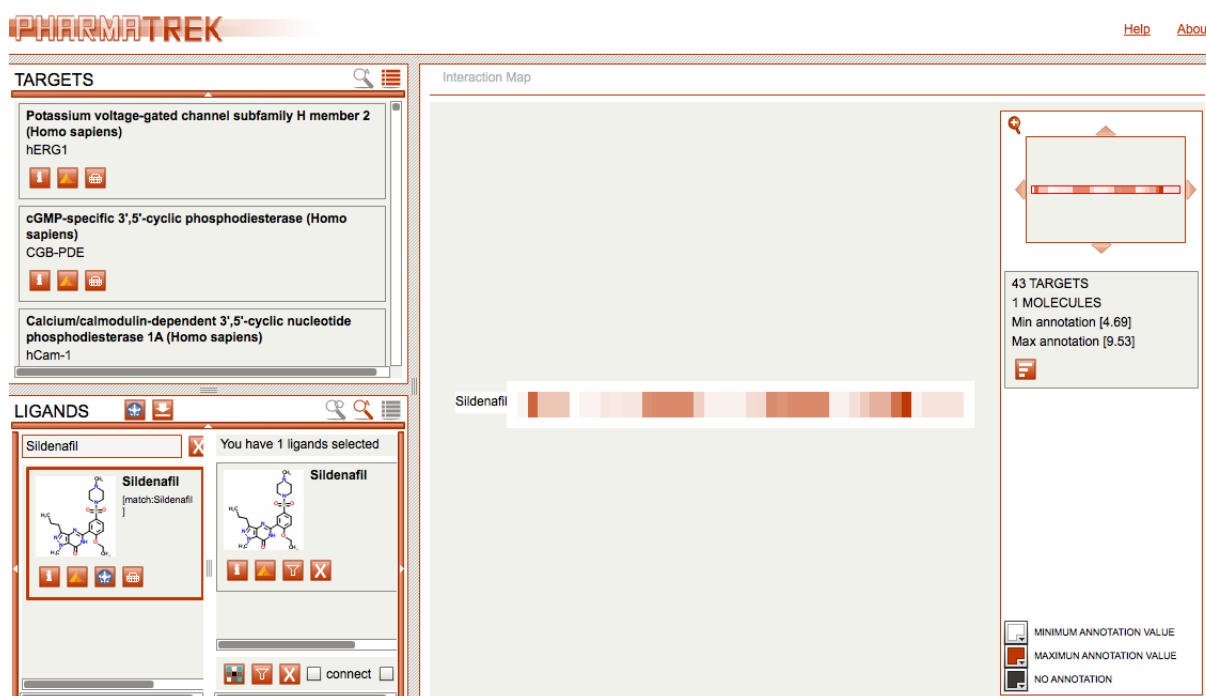 PHARMATREK
Help
Abou
TARGETS
Potassium voltage-gated channel subfamily H member 2
(Homo sapiens)
hERG1
cGMP-specific 3',5'-cyclic phosphodiesterase (Homo
sapiens)
CGB-PDE
Calcium/calmodulin-dependent 3',5'-cyclic nucleotide
phosphodiesterase 1A (Homo sapiens)
hCam-1
LIGANDS
Sildenafil
Sildenafil
[match:Sildenafil
]
You have 1 ligands selected
Sildenafil
connect
Interaction Map
Sildenafil
43 TARGETS
1 MOLECULES
Min annotation [4.69]
Max annotation [9.53]
MINIMUM ANNOTATION VALUE
MAXIMUN ANNOTATION VALUE
NO ANNOTATION